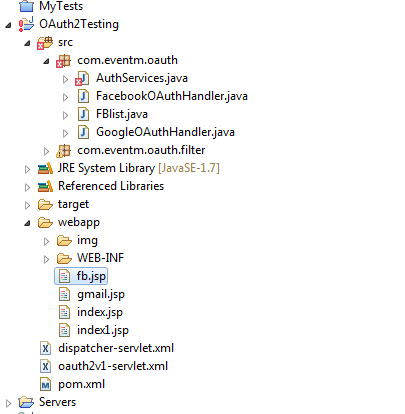 MyTests
OAuth2Testing
src
com.eventm.oauth
AuthServices.java
FacebookOAuthHandler.java
FBlist.java
GoogleOAuthHandler.java
com.eventm.oauth.filter
JRE System Library [JavaSE-1.7]
Referenced Libraries
target
webapp
img
WEB-INF
fb.jsp
gmail.jsp
index.jsp
index1.jsp
dispatcher-servlet.xml
oauth2v1-servlet.xml
pom.xml
Servers